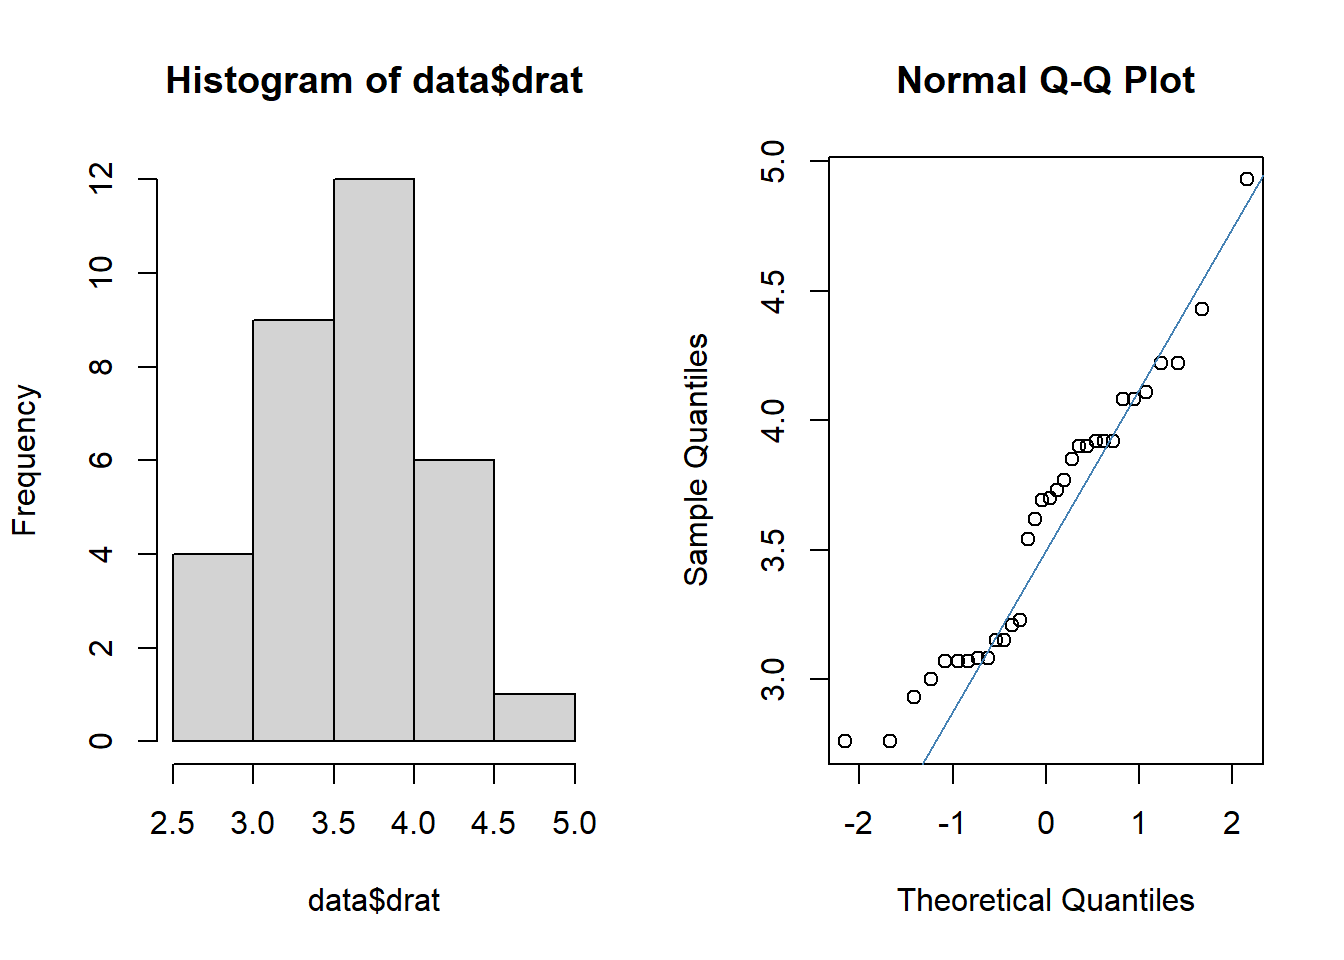 Histogram of data$drat
Frequency
0 2 4 6 8 10 12
2.5 3.0 3.5 4.0 4.5 5.0
data$drat
Normal Q-Q Plot
Sample Quantiles
3.0 3.5 4.0 4.5 5.0
-2 -1 0 1 2
Theoretical Quantiles